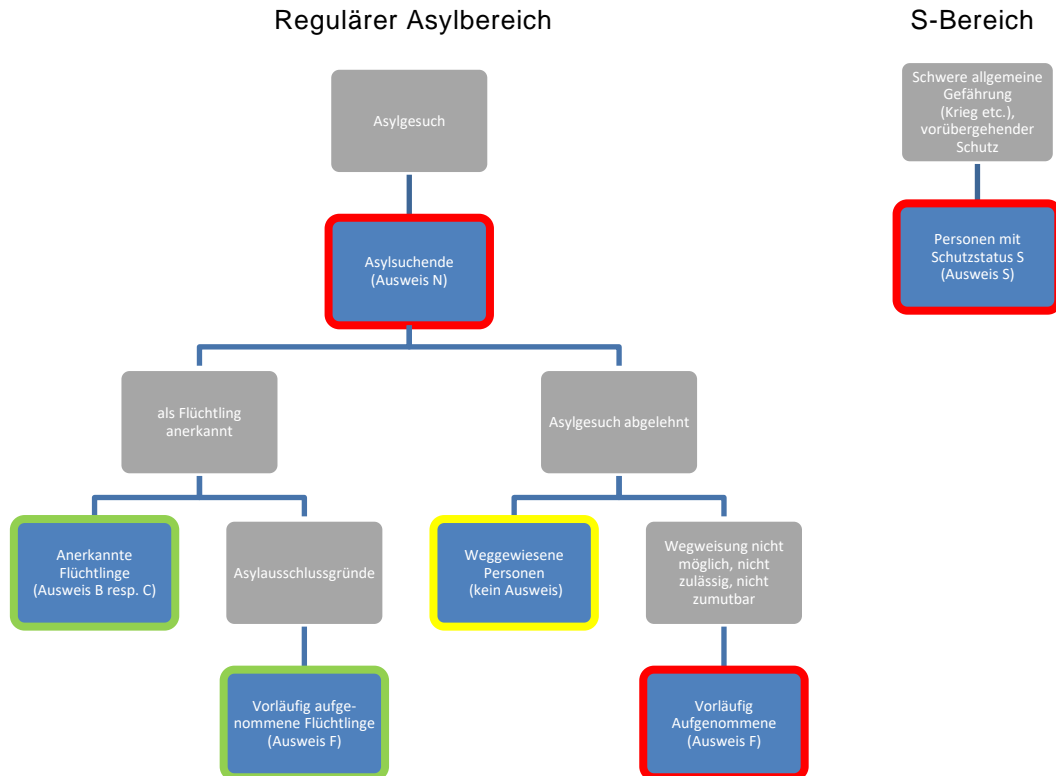 Regulärer Asylbereich
S-Bereich
Asylgesuch
Schwere allgemeine
Gefährung
(Krieg etc.),
vorübergehender
Schutz
Asylsuchende
(Ausweis N)
Personen mit
Schutzstatus S
(Ausweis S)
als Flüchtling
anerkannt
Asylgesuch abgelehnt
Anerkannte
Flüchtlinge
(Ausweis B resp. C)
Asylausschlussgründe
Weggewiesene
Personen
(kein Ausweis)
Wegweisung nicht
möglich, nicht
zulässig, nicht
zumutbar
Vorläufig aufge-
nommene Flüchtlinge
(Ausweis F)
Vorläufig
Aufgenommene
(Ausweis F)